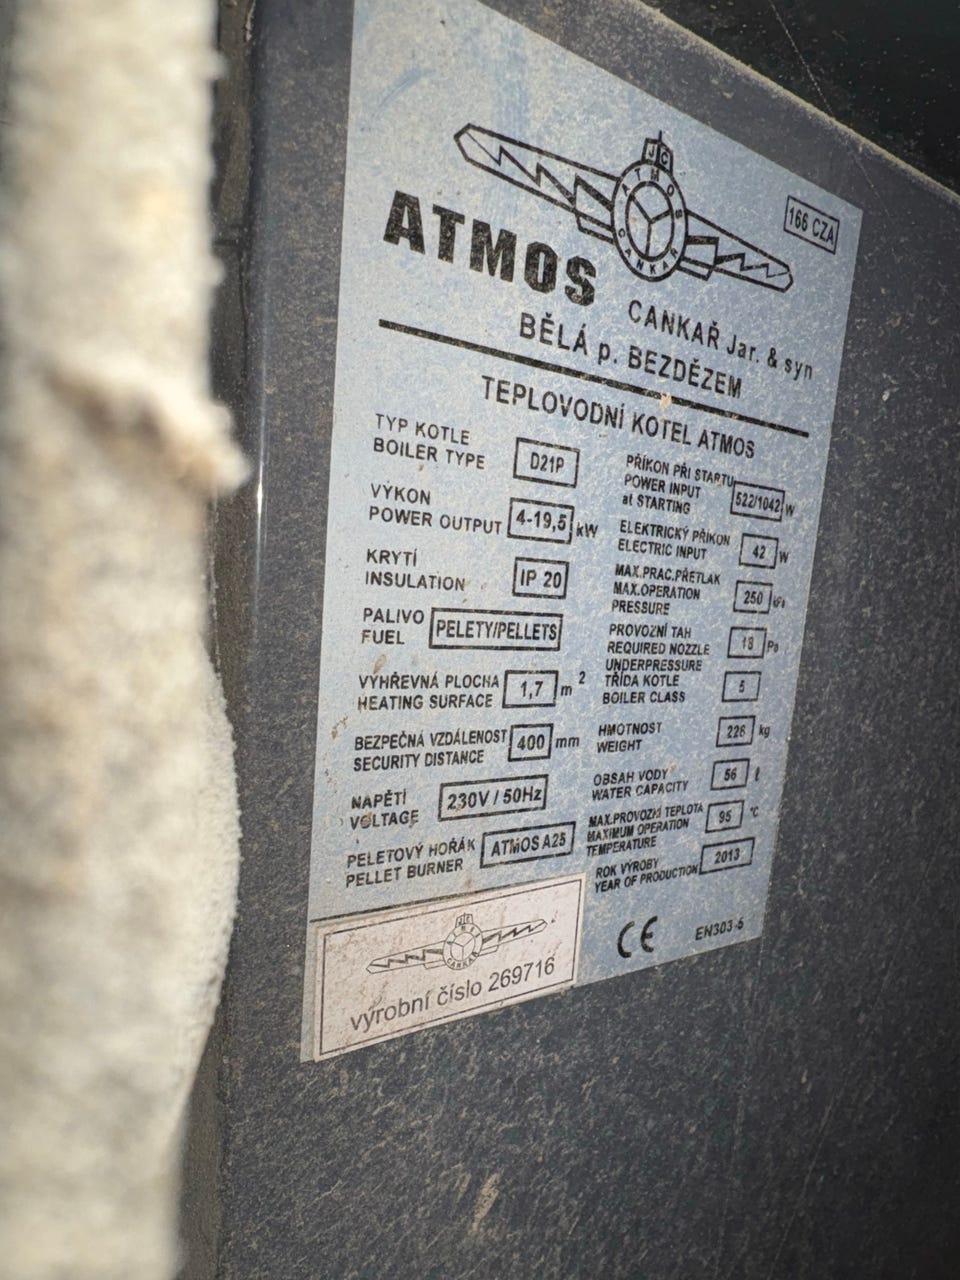 166 CZA
JC
ATMOS
CANKAŘ
ATMOS
CANKAŘ Jar. & syn
BĚLÁ p. BEZDĚZEM
TEPLOVODNÍ KOTEL ATMOS
TYP KOTLE
BOILER TYPE D21P
VÝKON
POWER OUTPUT 4-19,5 kW
KRYTÍ
INSULATION IP 20
PALIVO
FUEL PELETY/PELLETS
VÝHŘEVNÁ PLOCHA
HEATING SURFACE 1,7 m²
BEZPEČNÁ VZDÁLENOST
SECURITY DISTANCE 400 mm
NAPĚTÍ
VOLTAGE 230V / 50Hz
PELETOVÝ HOŘÁK
PELLET BURNER ATMOS A25
PŘÍKON PŘI STARTU
POWER INPUT
at STARTING 522/1042 W
ELEKTRICKÝ PŘÍKON
ELECTRIC INPUT 42 W
MAX.PRAC.PŘETLAK
MAX.OPERATION
PRESSURE 250 kPa
PROVOZNÍ TAH
REQUIRED NOZZLE
UNDERPRESSURE 18 Pa
TŘÍDA KOTLE
BOILER CLASS 5
HMOTNOST
WEIGHT 226 kg
OBSAH VODY
WATER CAPACITY 56 ℓ
MAX.PROVOZNÍ TEPLOTA
MAXIMUM OPERATION
TEMPERATURE 95 °C
ROK VÝROBY
YEAR OF PRODUCTION 2013
CE EN303-5
JC
CANKAŘ
výrobní číslo 269716